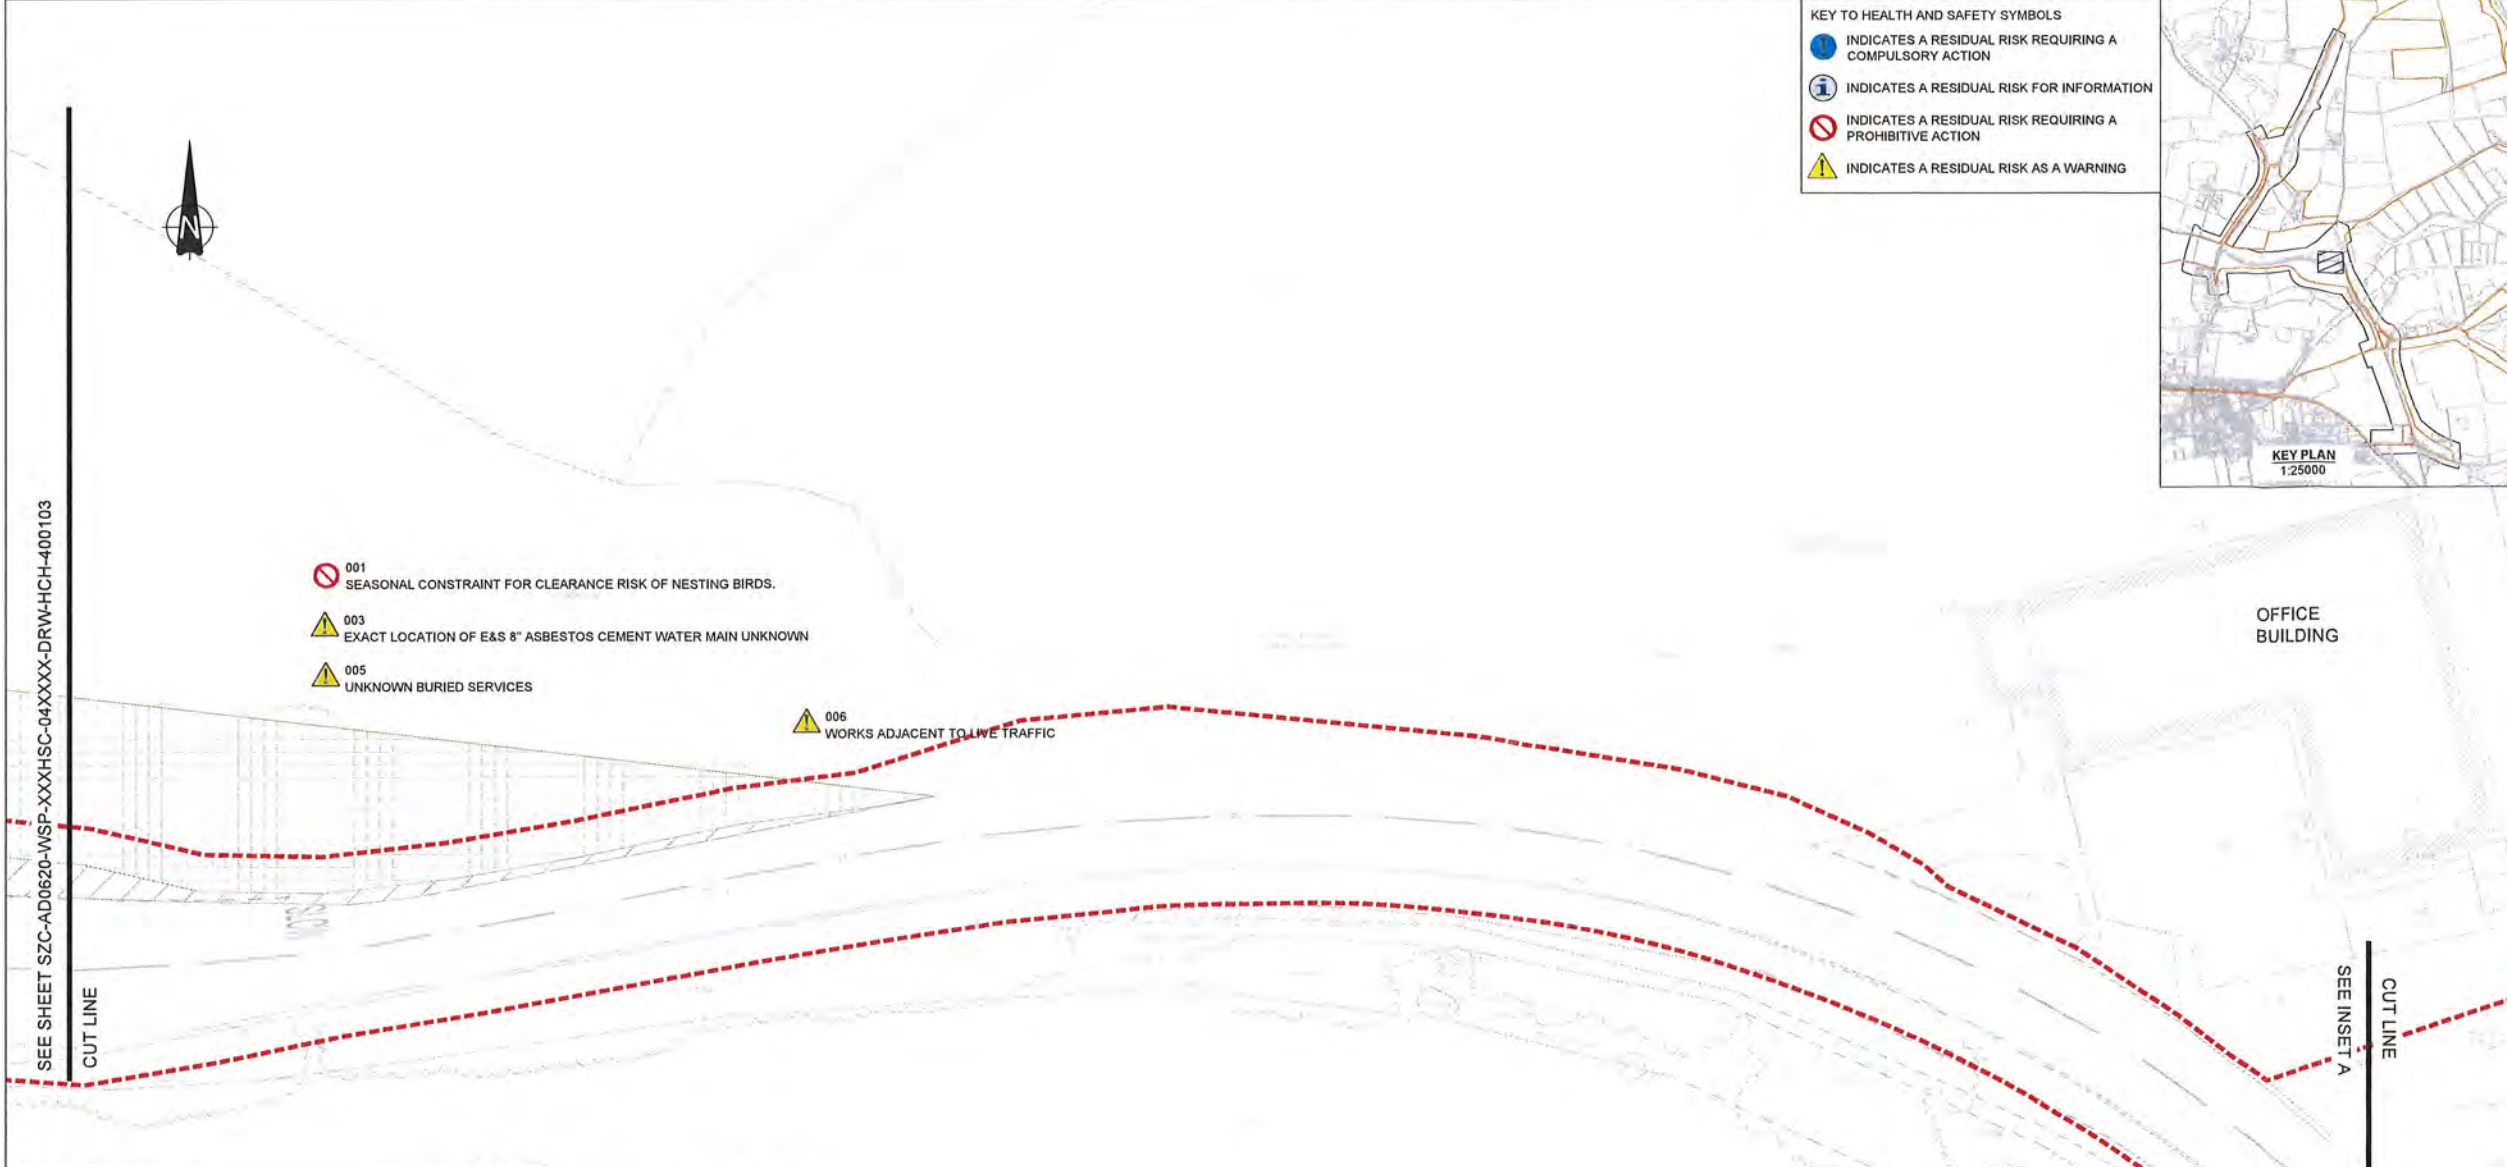 KEY TO HEALTH AND SAFETY SYMBOLS
INDICATES A RESIDUAL RISK REQUIRING A
COMPULSORY ACTION
INDICATES A RESIDUAL RISK FOR INFORMATION
INDICATES A RESIDUAL RISK REQUIRING A
PROHIBITIVE ACTION
INDICATES A RESIDUAL RISK AS A WARNING
KEY PLAN
1:25000
N
SEE SHEET SZC-AD0620-WSP-XXXHSC-04XXXX-DRW-HCH-400103
CUT LINE
001
SEASONAL CONSTRAINT FOR CLEARANCE RISK OF NESTING BIRDS.
003
EXACT LOCATION OF E&S 8" ASBESTOS CEMENT WATER MAIN UNKNOWN
005
UNKNOWN BURIED SERVICES
006
WORKS ADJACENT TO LIVE TRAFFIC
OFFICE
BUILDING
SEE INSET A
CUT LINE